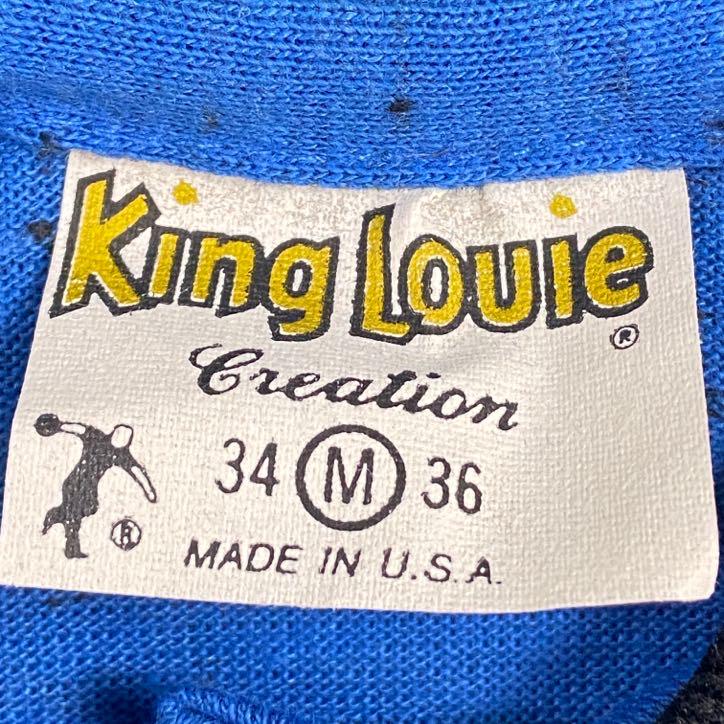 King Louie ®
Creation
34 M 36
®
MADE IN U.S.A.